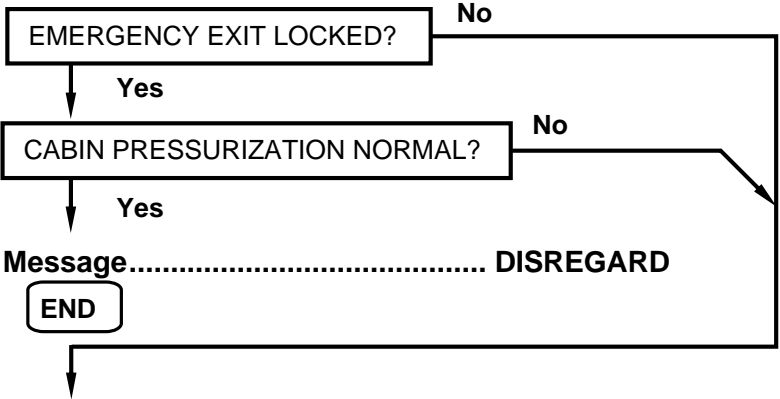 No
EMERGENCY EXIT LOCKED?
Yes
No
CABIN PRESSURIZATION NORMAL?
Yes
Message........................................... DISREGARD
END